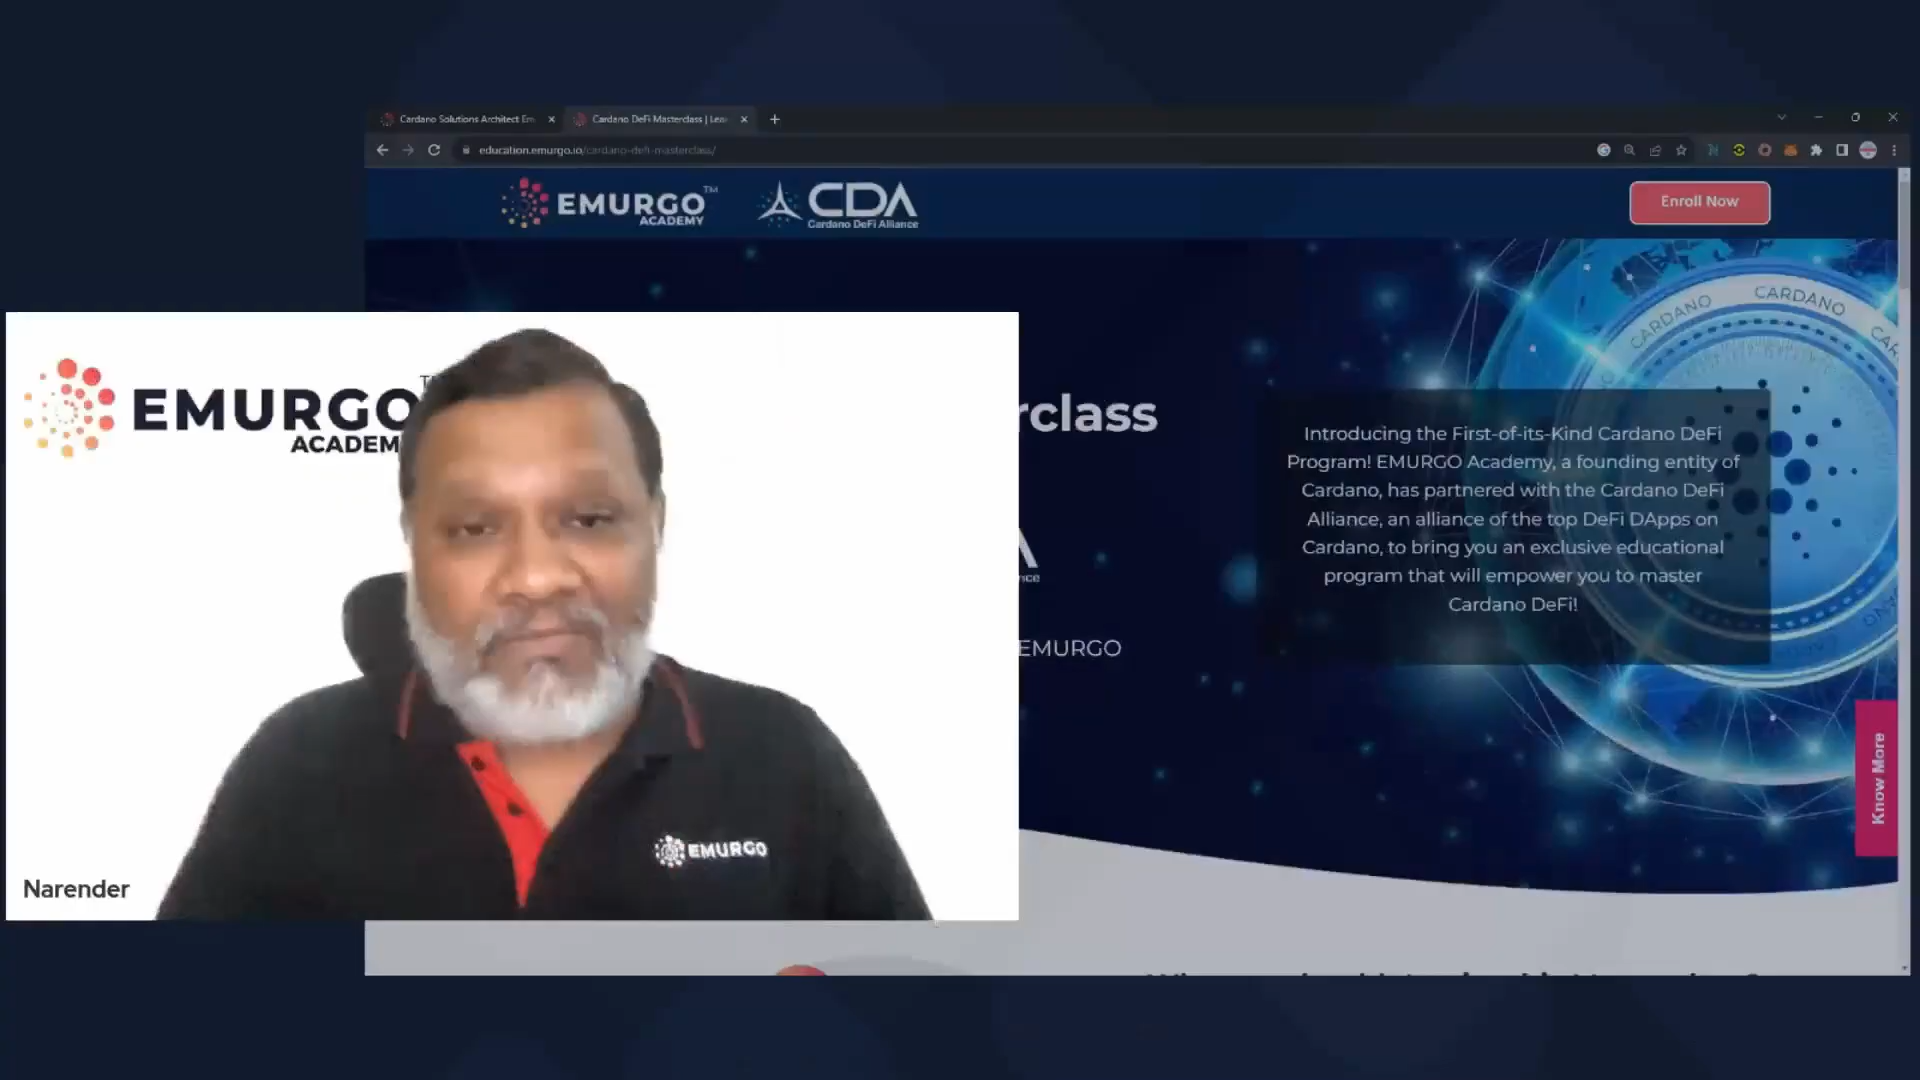 Cardano Solutions Architect En
Cardano DeFi Masterclass | Lea
education.emurgo.io/cardano-defi-masterclass/
EMURGO™
ACADEMY
CDA
Cardano DeFi Alliance
Enroll Now
CARDANO CARDANO CAR
rclass
Introducing the First-of-its-Kind Cardano DeFi
Program! EMURGO Academy, a founding entity of
Cardano, has partnered with the Cardano DeFi
Alliance, an alliance of the top DeFi DApps on
Cardano, to bring you an exclusive educational
program that will empower you to master
Cardano DeFi!
A
nce
EMURGO
Know More
EMURGO
ACADEM
EMURGO
Narender